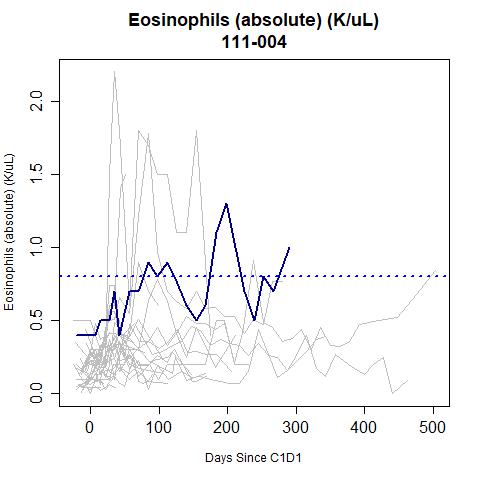 Eosinophils (absolute) (K/uL)
111-004
Eosinophils (absolute) (K/uL)
2.0
1.5
1.0
0.5
0.0
0 100 200 300 400 500
Days Since C1D1